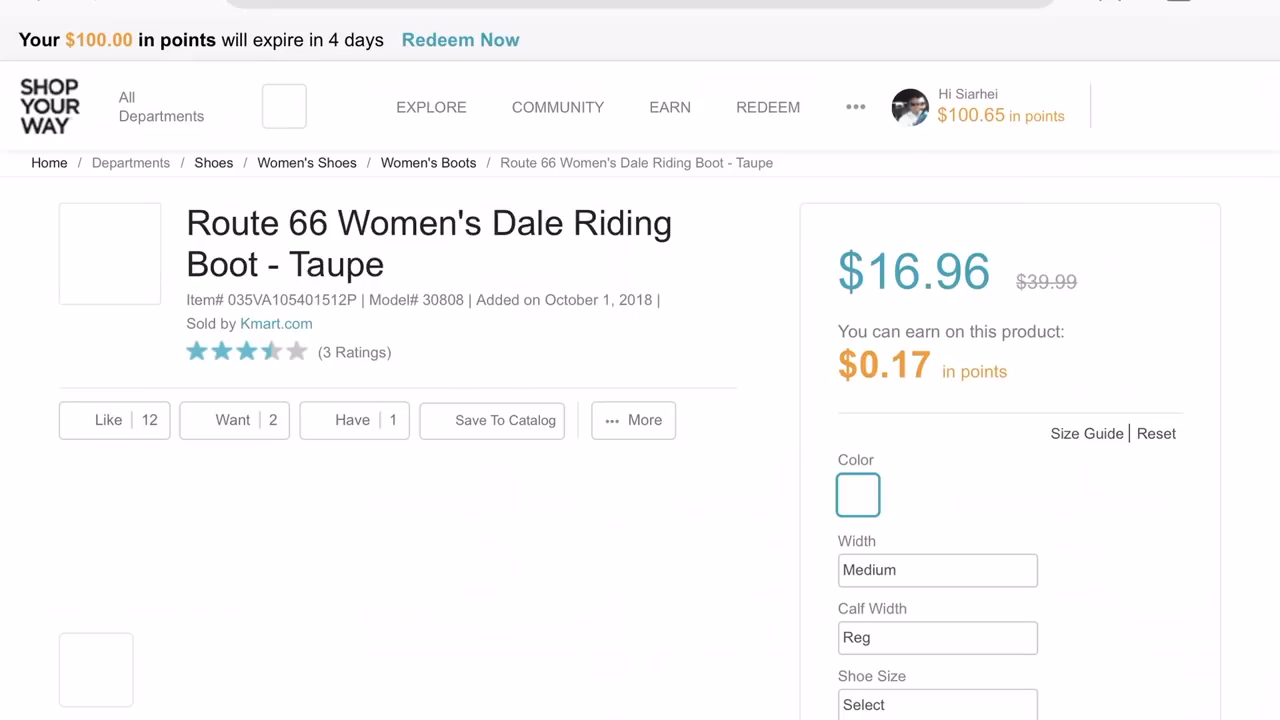 Your $100.00 in points will expire in 4 days Redeem Now
SHOP
YOUR
WAY
All
Departments
EXPLORE COMMUNITY EARN REDEEM •••
Hi Siarhei
$100.65 in points
Home / Departments / Shoes / Women's Shoes / Women's Boots / Route 66 Women's Dale Riding Boot - Taupe
Route 66 Women's Dale Riding
Boot - Taupe
Item# 035VA105401512P | Model# 30808 | Added on October 1, 2018 |
Sold by Kmart.com
(3 Ratings)
Like | 12 Want | 2 Have | 1 Save To Catalog ••• More
$16.96 $39.99
You can earn on this product:
$0.17 in points
Size Guide | Reset
Color
Width
Medium
Calf Width
Reg
Shoe Size
Select